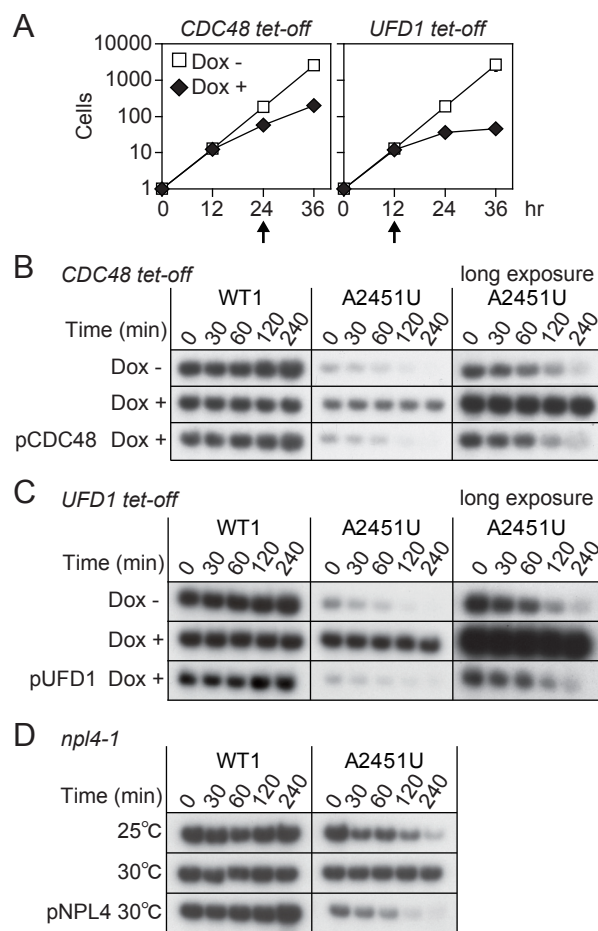 A
CDC48 tet-off UFD1 tet-off
10000
1000
100
10
1
Cells
Dox -
Dox +
0 12 24 36 0 12 24 36 hr
B CDC48 tet-off long exposure
WT1 A2451U A2451U
Time (min) 0 30 60 120 240 0 30 60 120 240 0 30 60 120 240
Dox -
Dox +
pCDC48 Dox +
C UFD1 tet-off long exposure
WT1 A2451U A2451U
Time (min) 0 30 60 120 240 0 30 60 120 240 0 30 60 120 240
Dox -
Dox +
pUFD1 Dox +
D npl4-1
WT1 A2451U
Time (min) 0 30 60 120 240 0 30 60 120 240
25°C
30°C
pNPL4 30°C